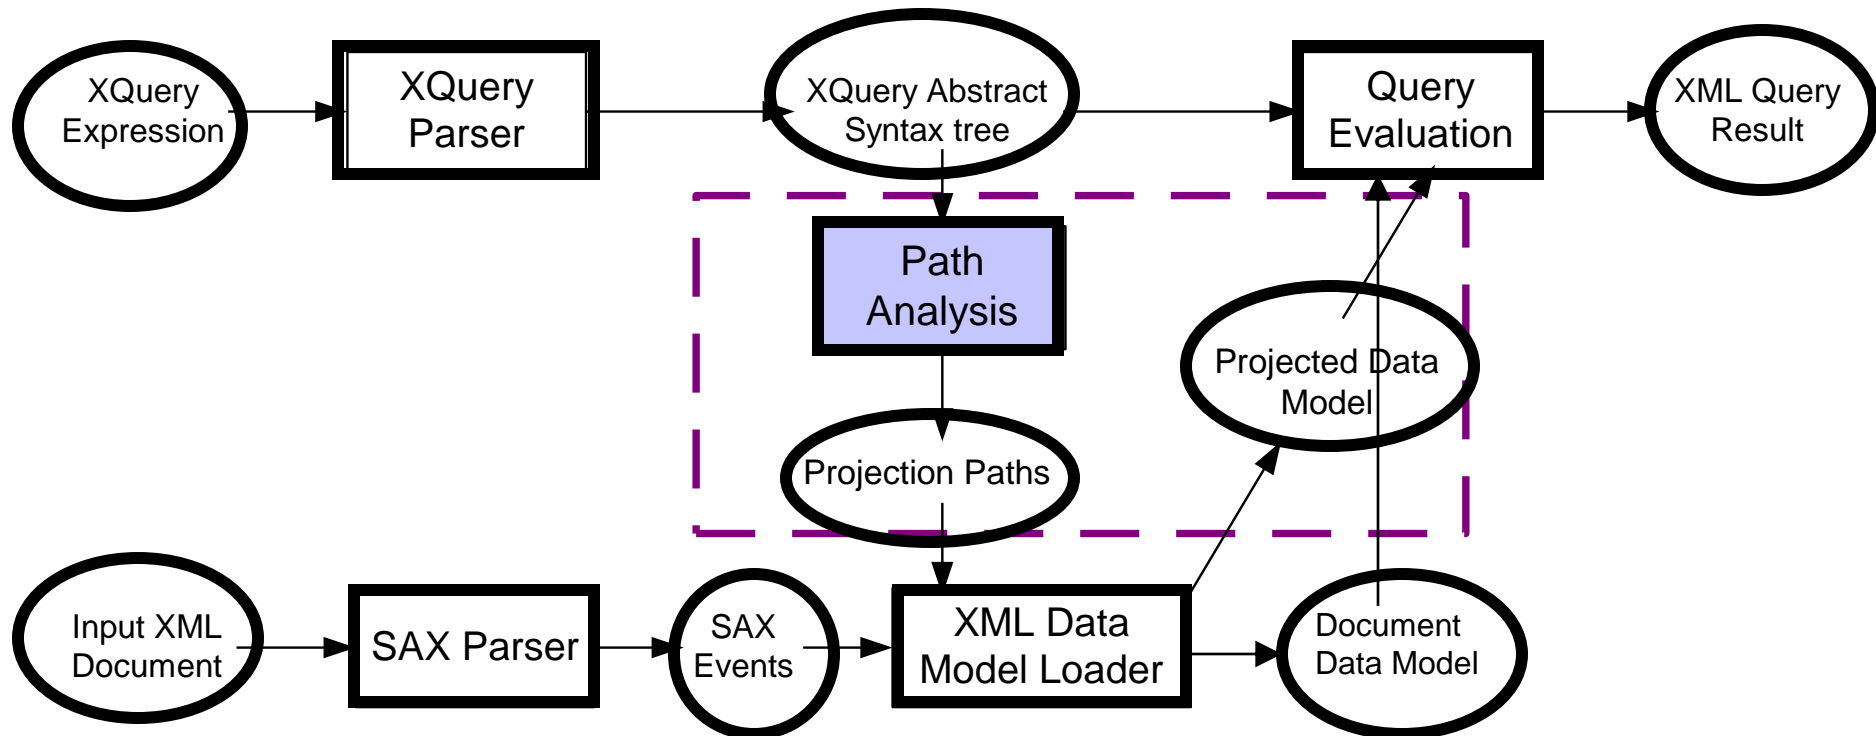 XQuery
Expression
XQuery
Parser
XQuery Abstract
Syntax tree
Query
Evaluation
XML Query
Result
Path
Analysis
Projected Data
Model
Projection Paths
Input XML
Document
SAX Parser
SAX
Events
XML Data
Model Loader
Document
Data Model